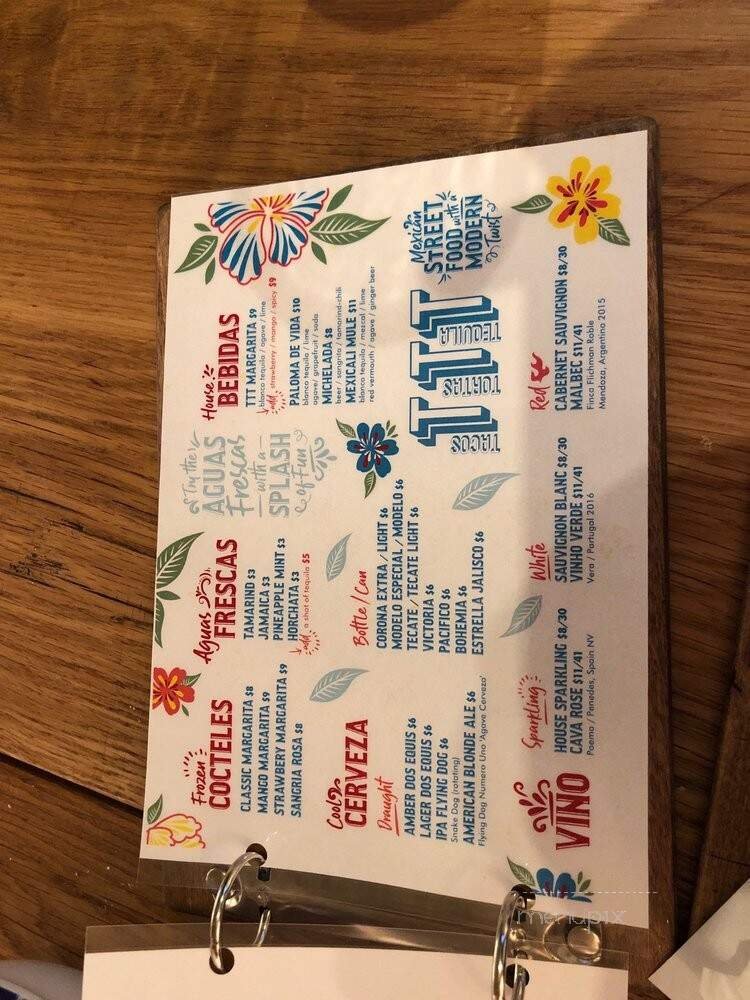 Frozen
COCTELES
CLASSIC MARGARITA $8
MANGO MARGARITA $9
STRAWBERY MARGARITA $9
SANGRIA ROSA $8
Aguas
FRESCAS
TAMARIND $3
JAMAICA $3
PINEAPPLE MINT $3
HORCHATA $3
add a shot of tequila $5
Try the
AGUAS
Frescas
with a
SPLASH
of Fun
House
BEBIDAS
TTT MARGARITA $9
blanco tequila / agave / lime
add strawberry / mango / spicy $9
PALOMA DE VIDA $10
blanco tequila / lime
agave / grapefruit / soda
MICHELADA $8
beer / sangrita / tamarind-chili
MEXICALI MULE $11
blanco tequila / mezcal / lime
red vermouth / agave / ginger beer
Cool
CERVEZA
Draught
AMBER DOS EQUIS $6
LAGER DOS EQUIS $6
IPA FLYING DOG $6
Snake Dog (rotating)
AMERICAN BLONDE ALE $6
Flying Dog Numero Uno 'Agave Cerveza'
Bottle / Can
CORONA EXTRA / LIGHT $6
MODELO ESPECIAL / MODELO $6
TECATE / TECATE LIGHT $6
VICTORIA $6
PACIFICO $6
BOHEMIA $6
ESTRELLA JALISCO $6
TTT
TACOS TORTAS TEQUILA
Mexican
STREET
FOOD with a
MODERN
Twist
VINO
Sparkling
HOUSE SPARKLING $8/30
CAVA ROSE $11/41
Poema / Penedes, Spain NV
White
SAUVIGNON BLANC $8/30
VINHO VERDE $11/41
Vera / Portugal 2016
Red
CABERNET SAUVIGNON $8/30
MALBEC $11/41
Finca Flichman Roble
Mendoza, Argentina 2015
menupix